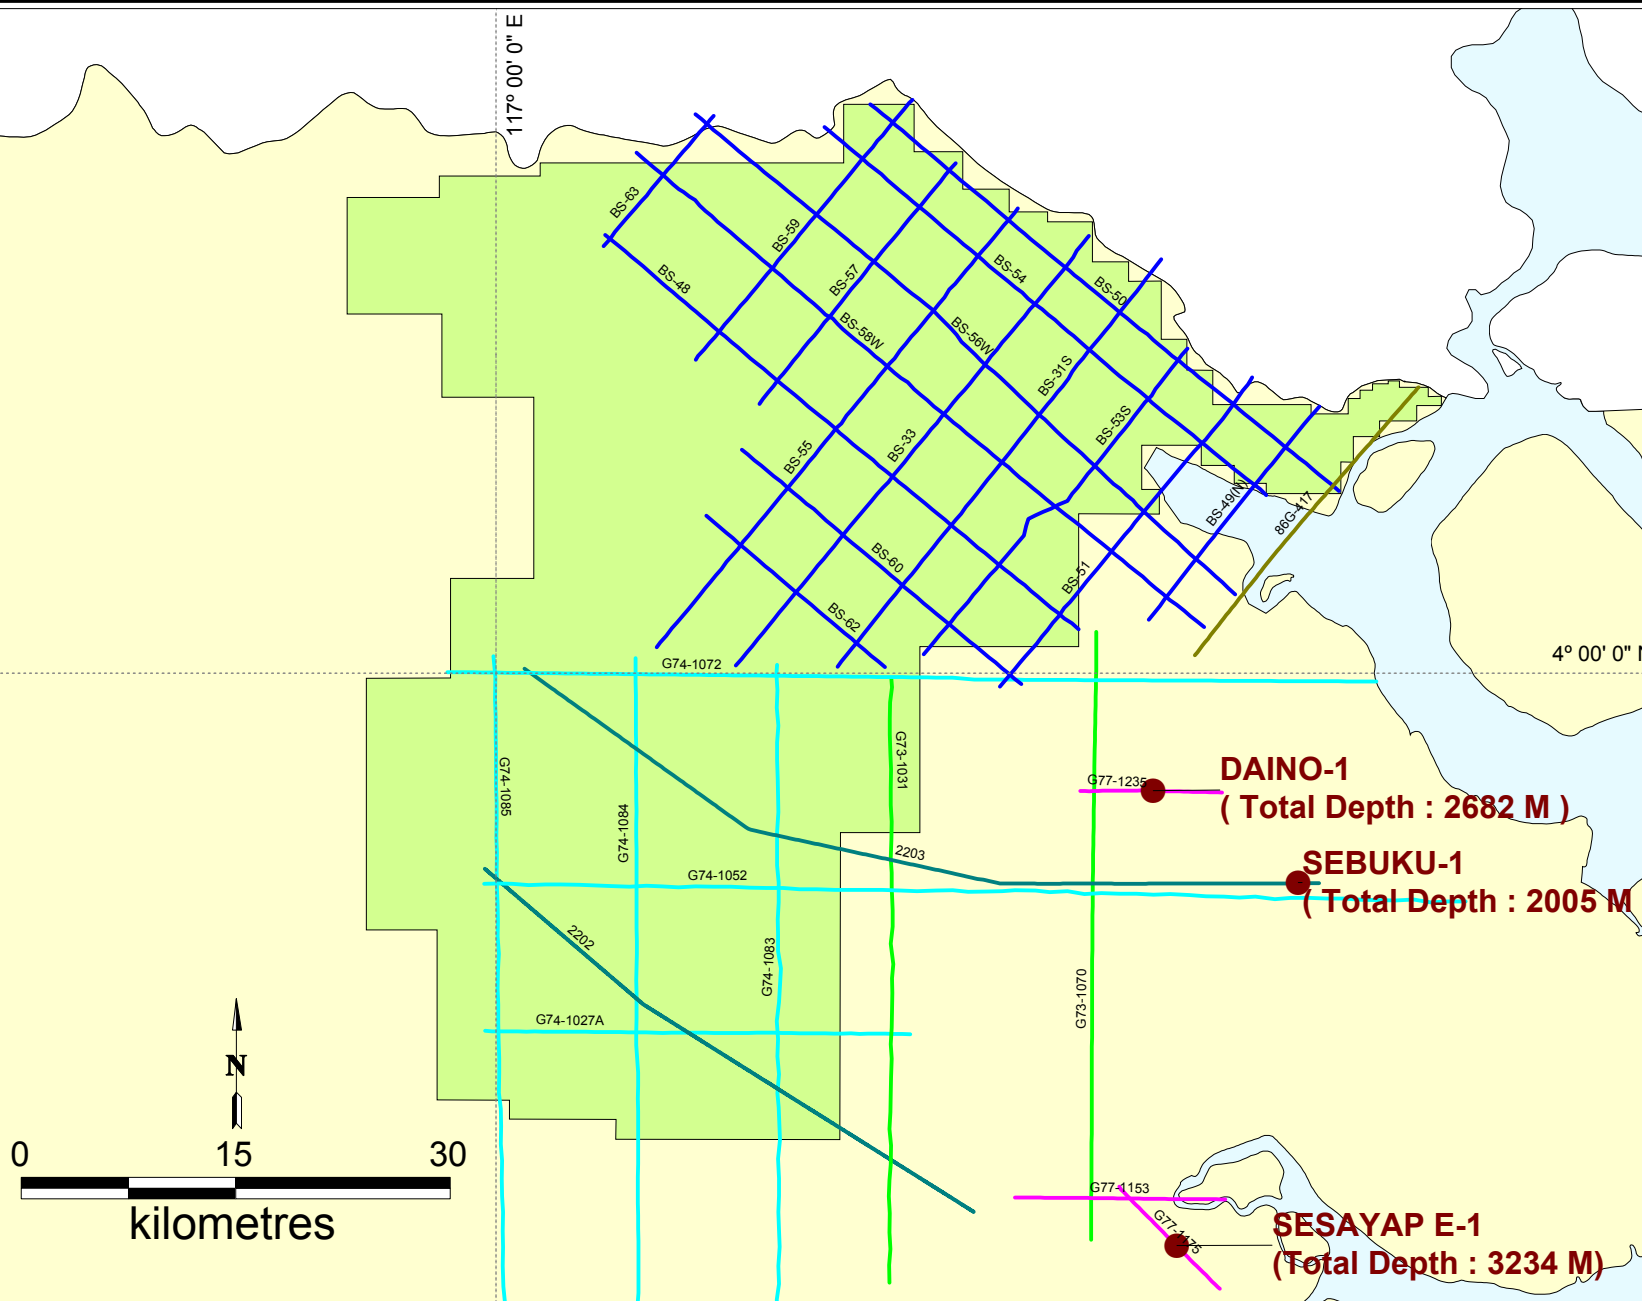 117º 00' 0" E
BS-63
BS-59
BS-57
BS-48
BS-54
BS-50
BS-58W
BS-56W
BS-31S
BS-53S
BS-55
BS-33
BS-49(N)
86G-417
BS-60
BS-51
BS-62
4º 00' 0" N
G74-1072
G74-1085
G73-1031
G77-1235
DAINO-1
( Total Depth : 2682 M )
G74-1084
2203
SEBUKU-1
( Total Depth : 2005 M
G74-1052
2202
G74-1083
G73-1070
G74-1027A
N
0 15 30
kilometres
G77-1153
G77-1175
SESAYAP E-1
(Total Depth : 3234 M)